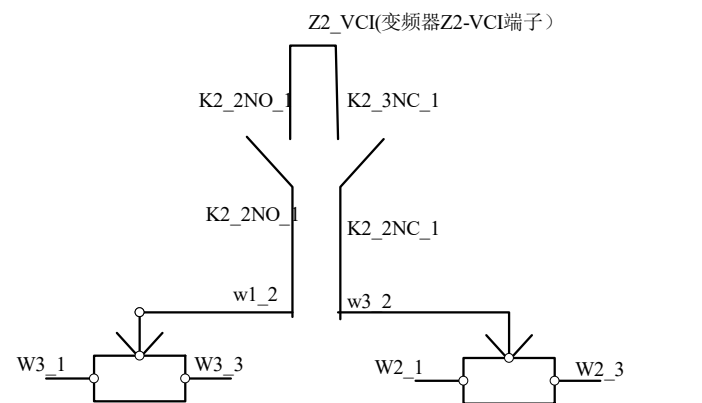 Z2_VCI(变频器Z2-VCI端子）
K2_2NO_1
K2_3NC_1
K2_2NO_1
K2_2NC_1
w1_2
w3_2
W3_1
W3_3
W2_1
W2_3